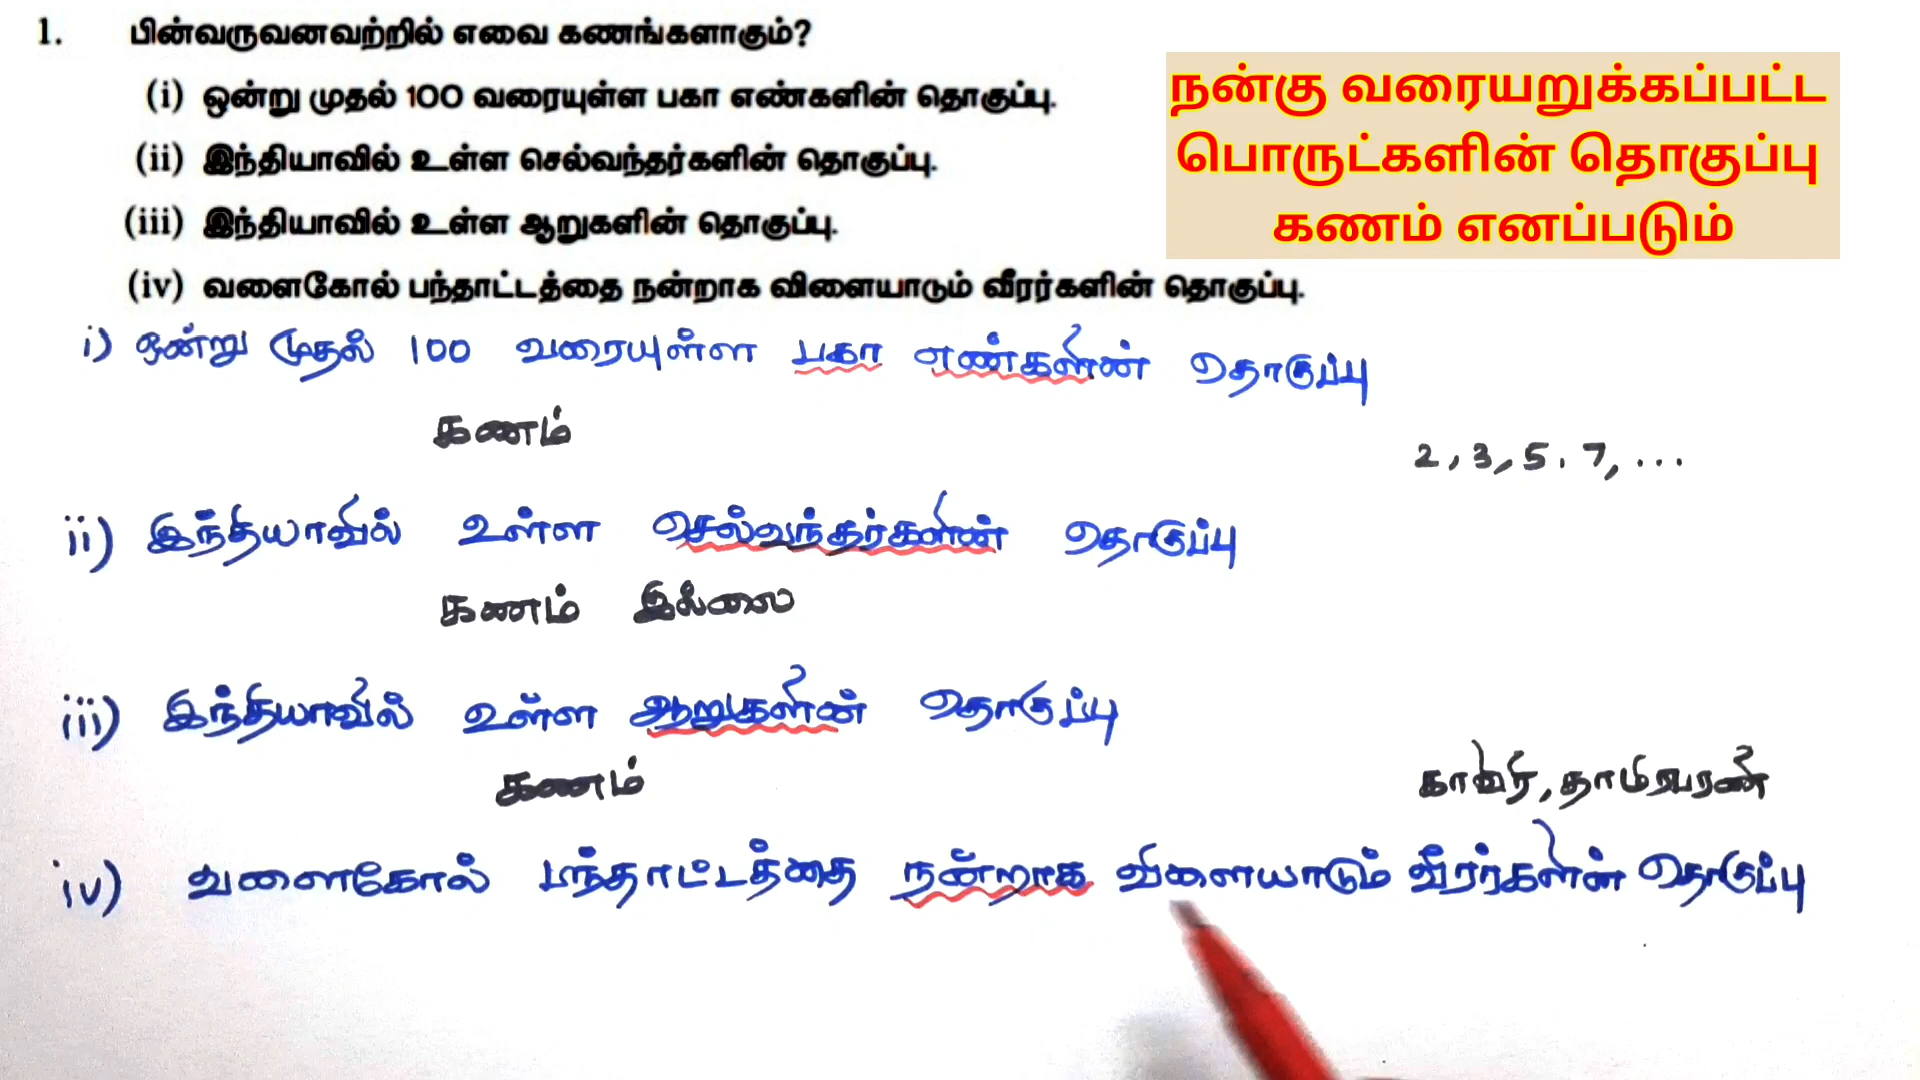 1. பின்வருவனவற்றில் எவை கணங்களாகும்?
(i) ஒன்று முதல் 100 வரையுள்ள பகா எண்களின் தொகுப்பு.
(ii) இந்தியாவில் உள்ள செல்வந்தர்களின் தொகுப்பு.
(iii) இந்தியாவில் உள்ள ஆறுகளின் தொகுப்பு.
(iv) வளைகோல் பந்தாட்டத்தை நன்றாக விளையாடும் வீரர்களின் தொகுப்பு.
நன்கு வரையறுக்கப்பட்ட
பொருட்களின் தொகுப்பு
கணம் எனப்படும்
i) ஒன்று முதல் 100 வரையுள்ள பகா எண்களின் தொகுப்பு
கணம்
2, 3, 5, 7, ...
ii) இந்தியாவில் உள்ள செல்வந்தர்களின் தொகுப்பு
கணம் இல்லை
iii) இந்தியாவில் உள்ள ஆறுகளின் தொகுப்பு
கணம்
காவேரி, தாமிரபரணி
iv) வளைகோல் பந்தாட்டத்தை நன்றாக விளையாடும் வீரர்களின் தொகுப்பு